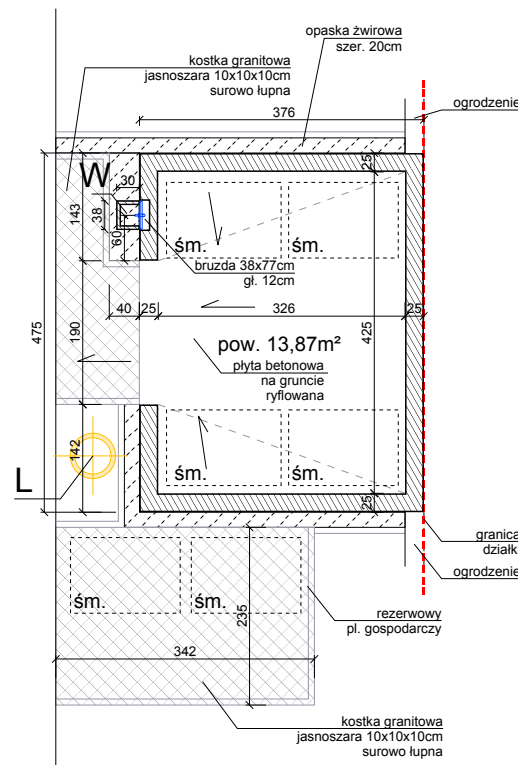 opaska żwirowa
szer. 20cm
kostka granitowa
jasnoszara 10x10x10cm
surowo łupna
376
ogrodzenie
W
30
25
143
38
60
śm.
śm.
bruzda 38x77cm
gł. 12cm
40
25
326
25
475
190
425
pow. 13,87m²
płyta betonowa
na gruncie
ryflowana
142
L
śm.
śm.
25
granica
działk
ogrodzenie
śm.
śm.
235
rezerwowy
pl. gospodarczy
342
kostka granitowa
jasnoszara 10x10x10cm
surowo łupna